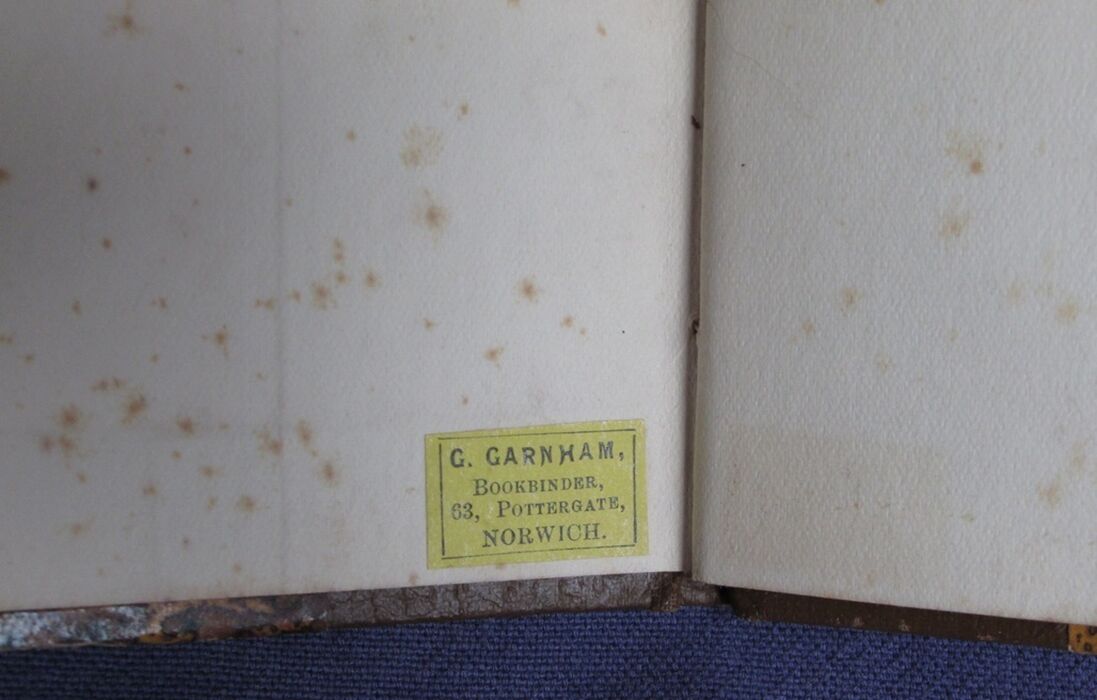 G. GARNHAM,
BOOKBINDER,
63, POTTERGATE,
NORWICH.